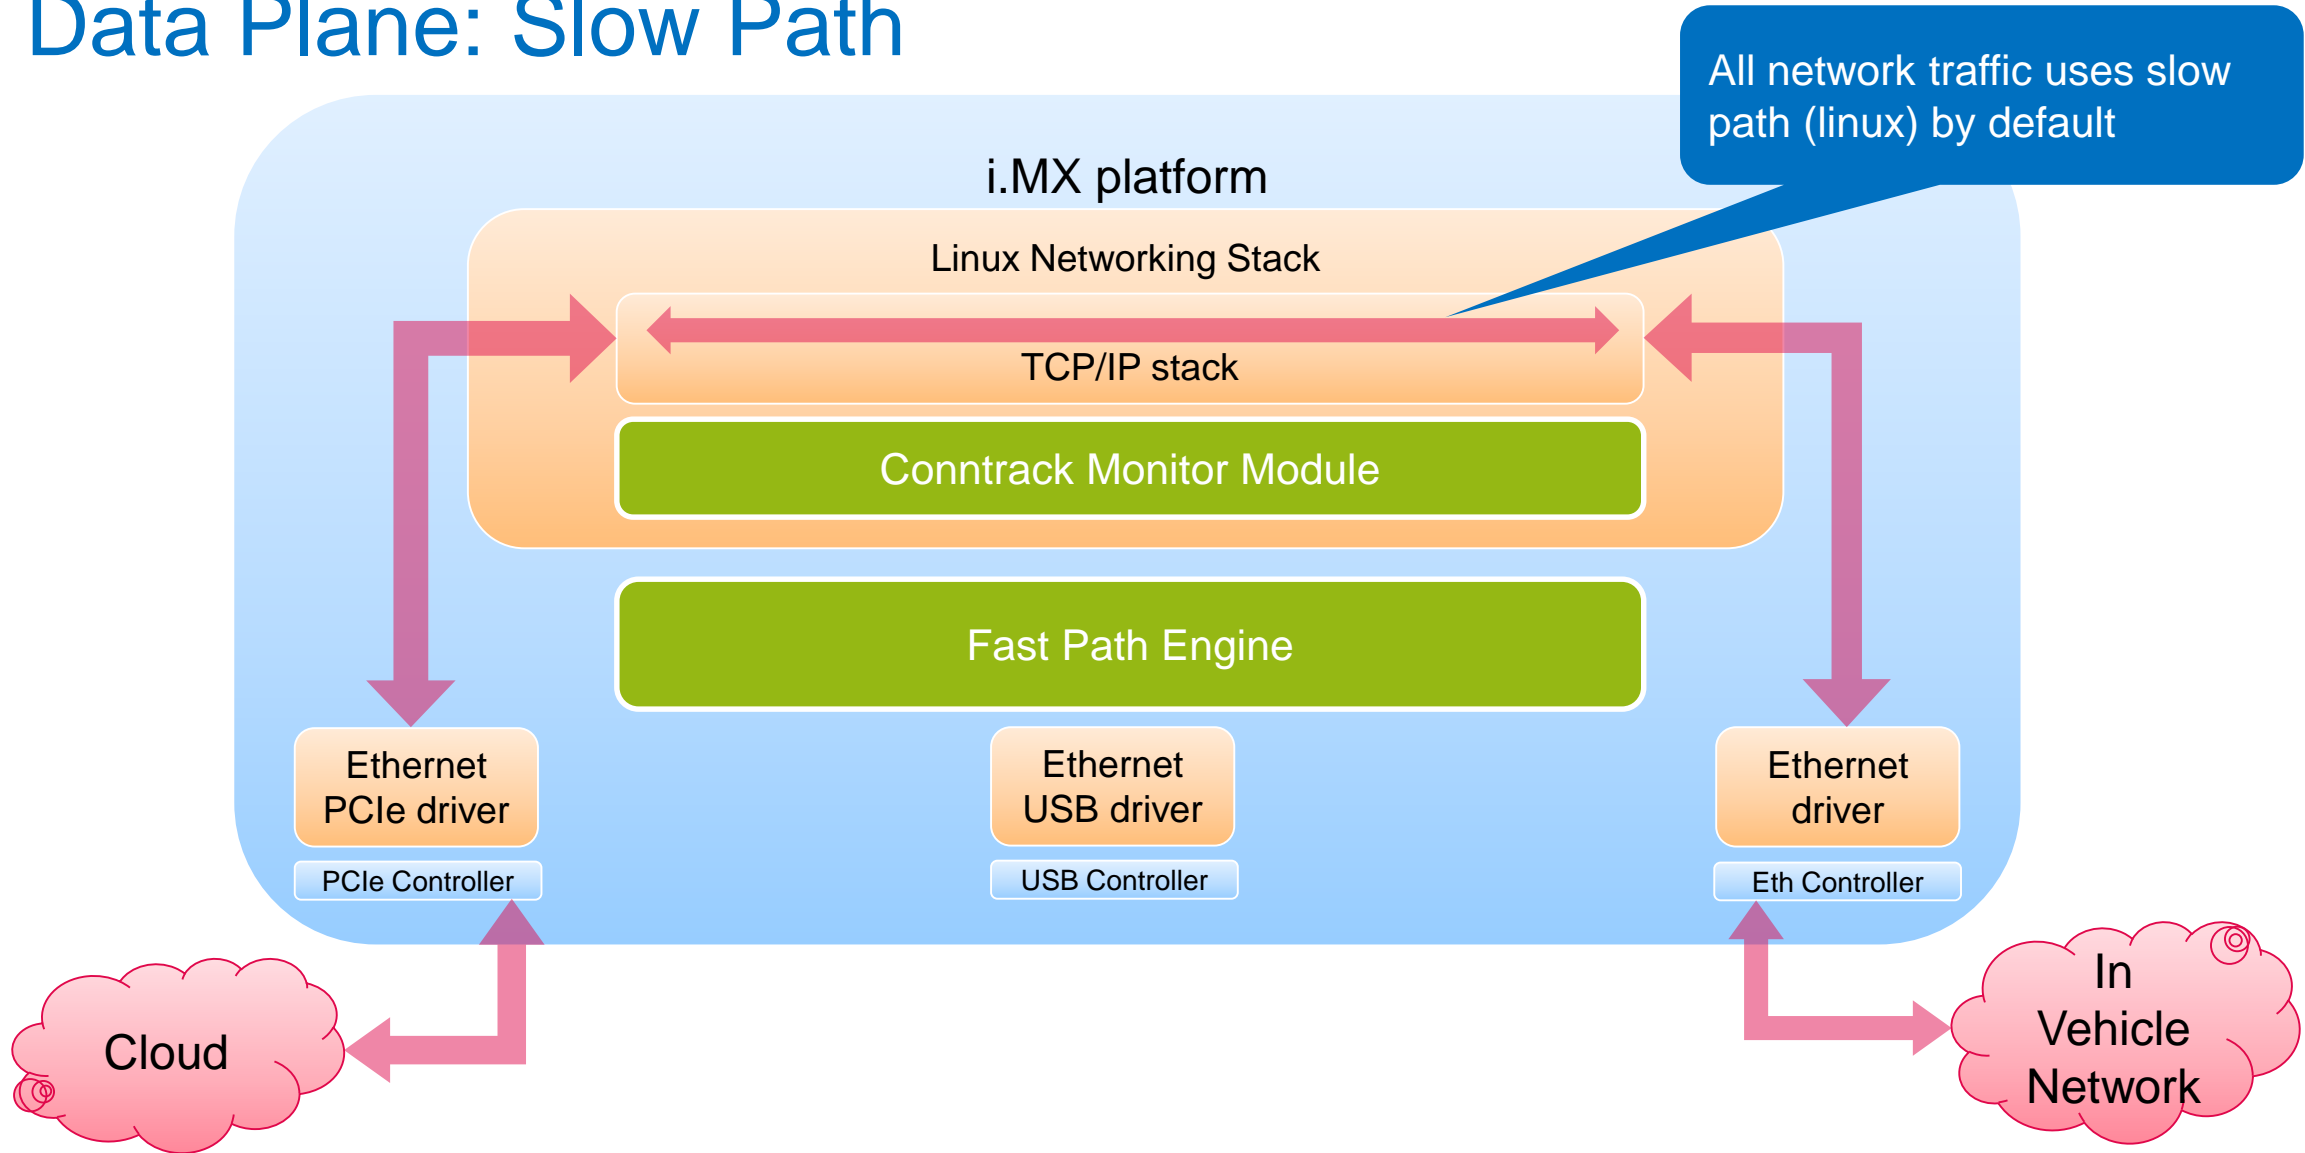 Data Plane: Slow Path
All network traffic uses slow
path (linux) by default
i.MX platform
Linux Networking Stack
TCP/IP stack
Conntrack Monitor Module
Fast Path Engine
Ethernet
PCIe driver
Ethernet
USB driver
Ethernet
driver
PCIe Controller
USB Controller
Eth Controller
Cloud
In
Vehicle
Network